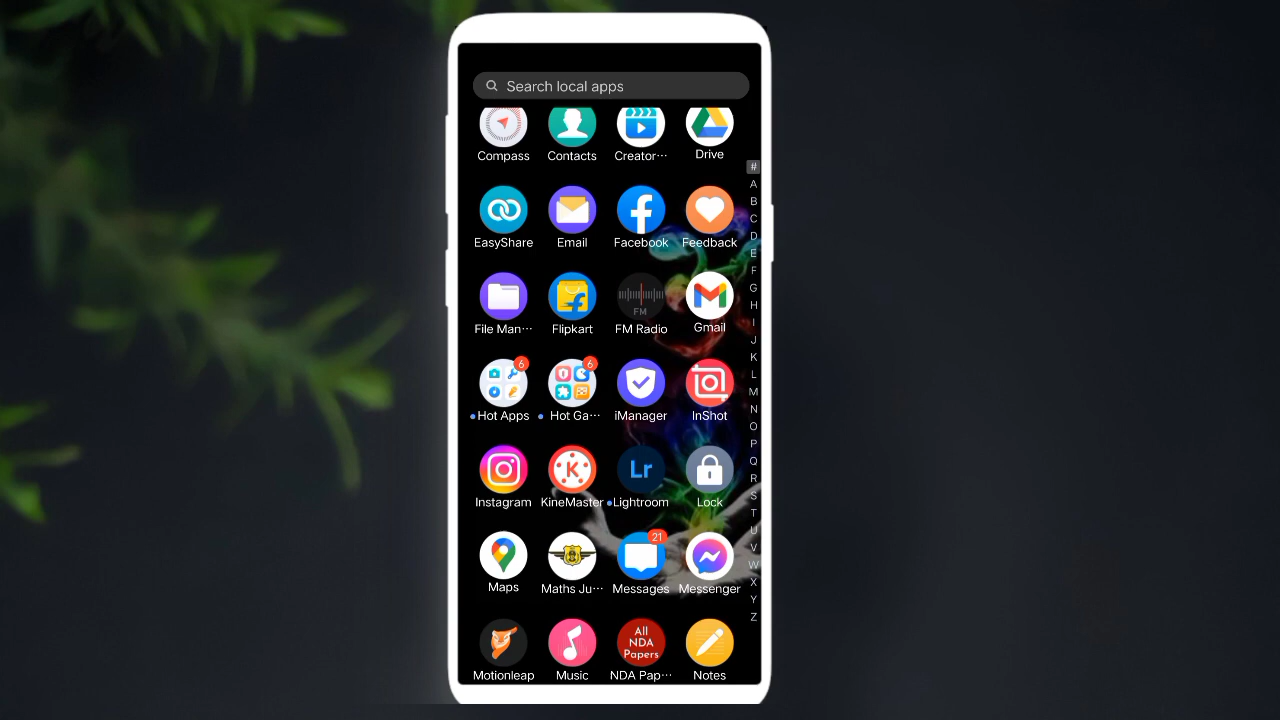 Search local apps
Compass Contacts Creator··· Drive
#
A
B
C
D
EasyShare Email Facebook Feedback
E
F
G
H
I
FM
File Man··· Flipkart FM Radio Gmail
J
K
6 6
L
M
Hot Apps Hot Ga··· iManager InShot
N
O
P
Q
K Lr
R
S
Instagram KineMaster Lightroom Lock
T
U
21
V
W
X
Maps Maths Ju··· Messages Messenger
Y
Z
All
NDA
Papers
Motionleap Music NDA Pap··· Notes